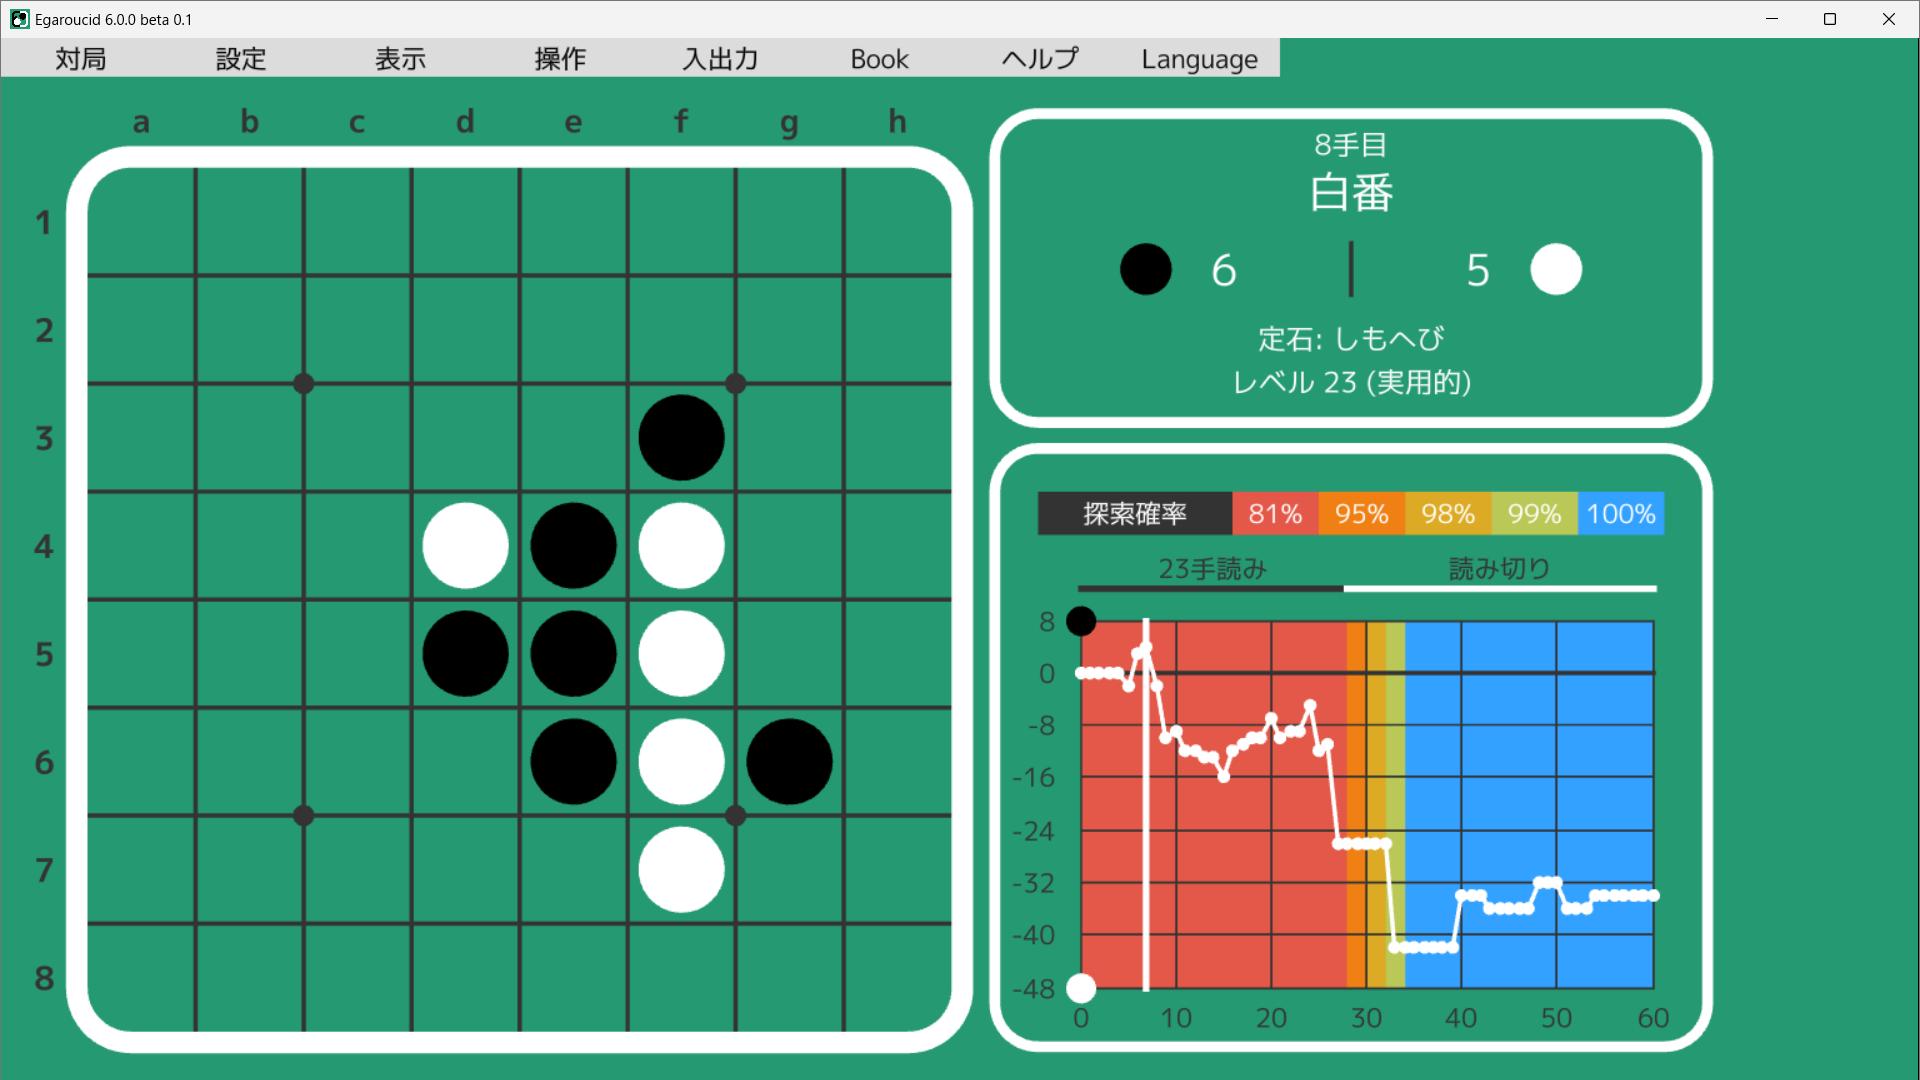 Egaroucid 6.0.0 beta 0.1
対局 設定 表示 操作 入出力 Book ヘルプ Language
a b c d e f g h
1
2
3
4
5
6
7
8
8手目
白番
6 5
定石: しもへび
レベル 23 (実用的)
探索確率 81% 95% 98% 99% 100%
23手読み 読み切り
8
0
-8
-16
-24
-32
-40
-48
0 10 20 30 40 50 60